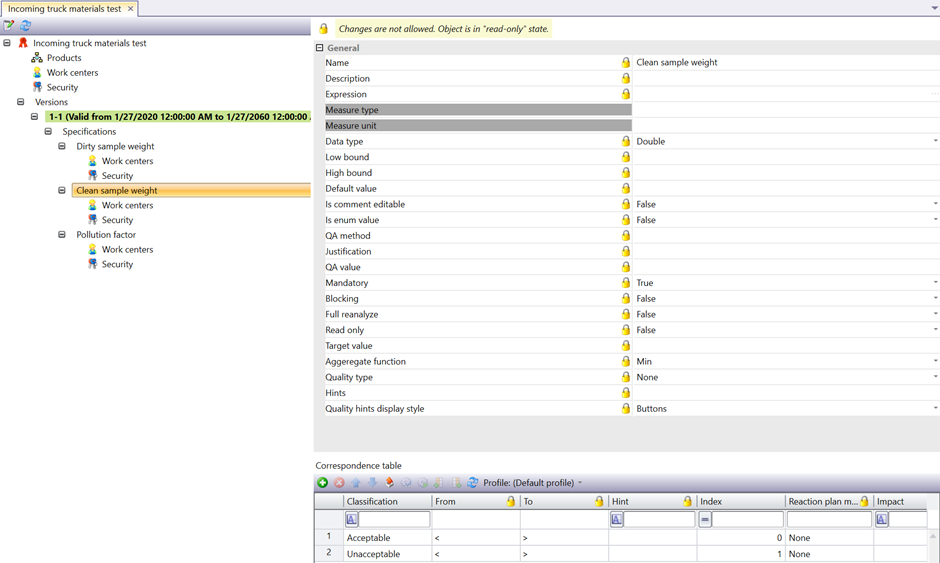 Incoming truck materials test
Incoming truck materials test
Products
Work centers
Security
Versions
1-1 (Valid from 1/27/2020 12:00:00 AM to 1/27/2060 12:00:00
Specifications
Dirty sample weight
Work centers
Security
Clean sample weight
Work centers
Security
Pollution factor
Work centers
Security
Changes are not allowed. Object is in "read-only" state.
General
Name Clean sample weight
Description
Expression
Measure type
Measure unit
Data type Double
Low bound
High bound
Default value
Is comment editable False
Is enum value False
QA method
Justification
QA value
Mandatory True
Blocking False
Full reanalyze False
Read only False
Target value
Aggeregate function Min
Quality type None
Hints
Quality hints display style Buttons
Correspondence table
Profile: (Default profile)
Classification From To Hint Index Reaction plan m... Impact
A A = A
1 Acceptable < > 0 None
2 Unacceptable < > 1 None